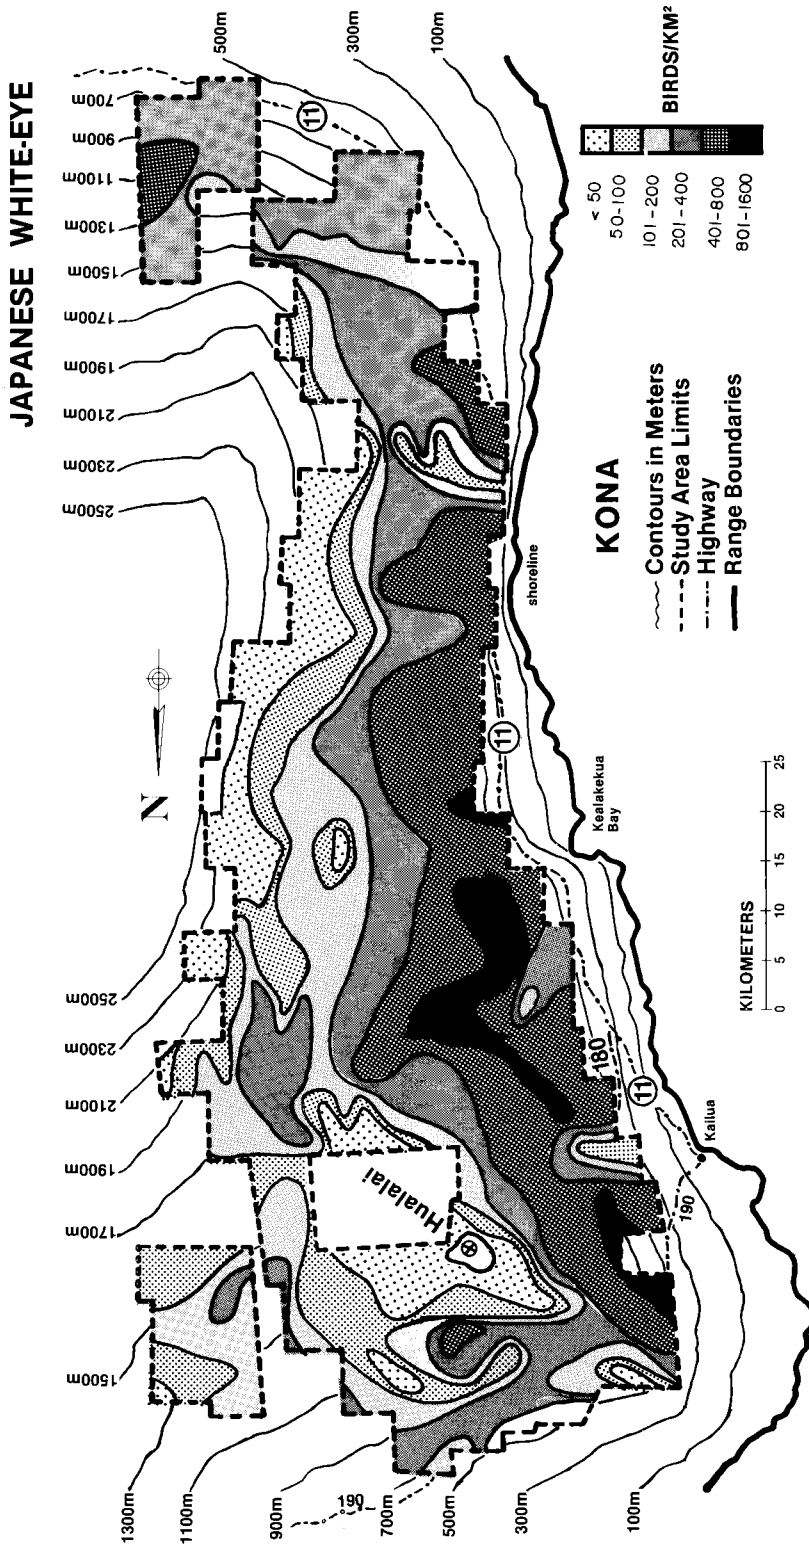 JAPANESE WHITE-EYE
2500m
2300m
2100m
1900m
1700m
1500m
1300m
1100m
900m
700m
500m
300m
100m
11
N
2500m
2300m
2100m
1900m
1700m
1500m
1300m
1100m
900m
190
700m
500m
300m
100m
Hualalai
180
11
190
Kailua
Kealakekua
Bay
11
shoreline
KILOMETERS
0 5 10 15 20 25
KONA
Contours in Meters
Study Area Limits
Highway
Range Boundaries
< 50
50-100
101-200
201-400
401-800
801-1600
BIRDS/KM²